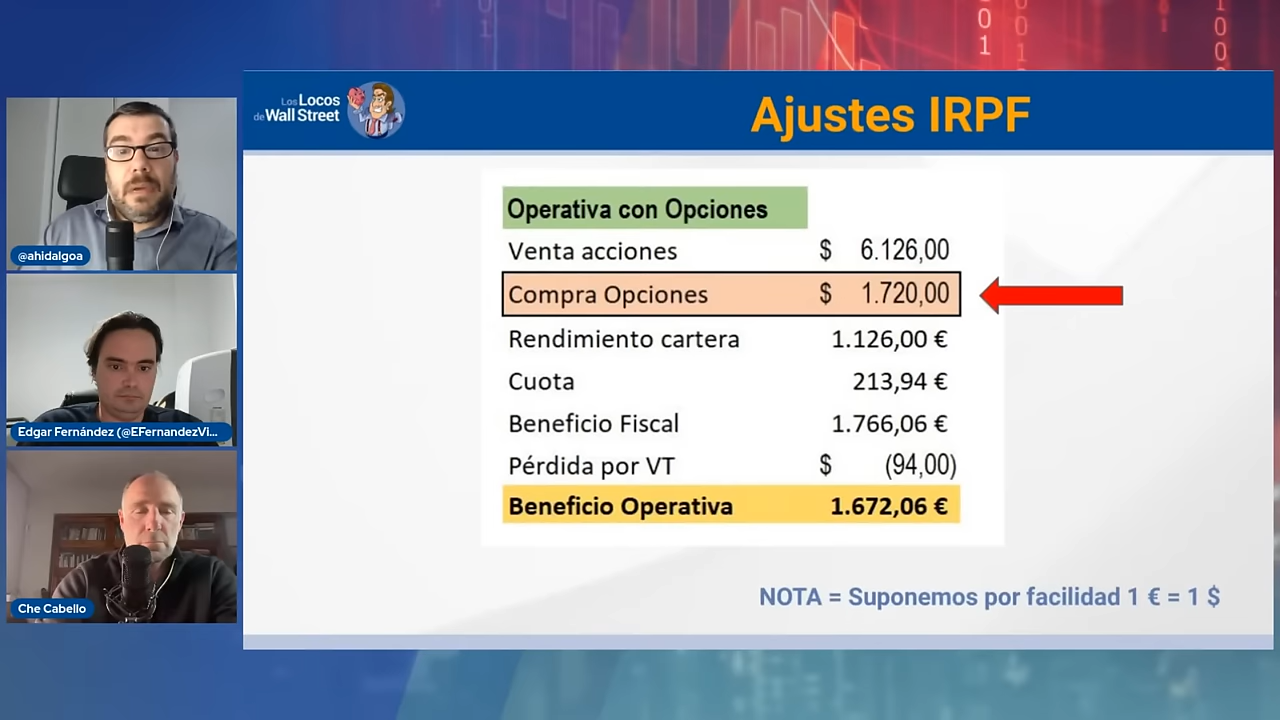 Los Locos
de Wall Street
Ajustes IRPF
Operativa con Opciones
Venta acciones $ 6.126,00
Compra Opciones $ 1.720,00
Rendimiento cartera 1.126,00 €
Cuota 213,94 €
Beneficio Fiscal 1.766,06 €
Pérdida por VT $ (94,00)
Beneficio Operativa 1.672,06 €
NOTA = Suponemos por facilidad 1 € = 1 $
@ahidalgoa
Edgar Fernández (@EFernandezVi...
Che Cabello